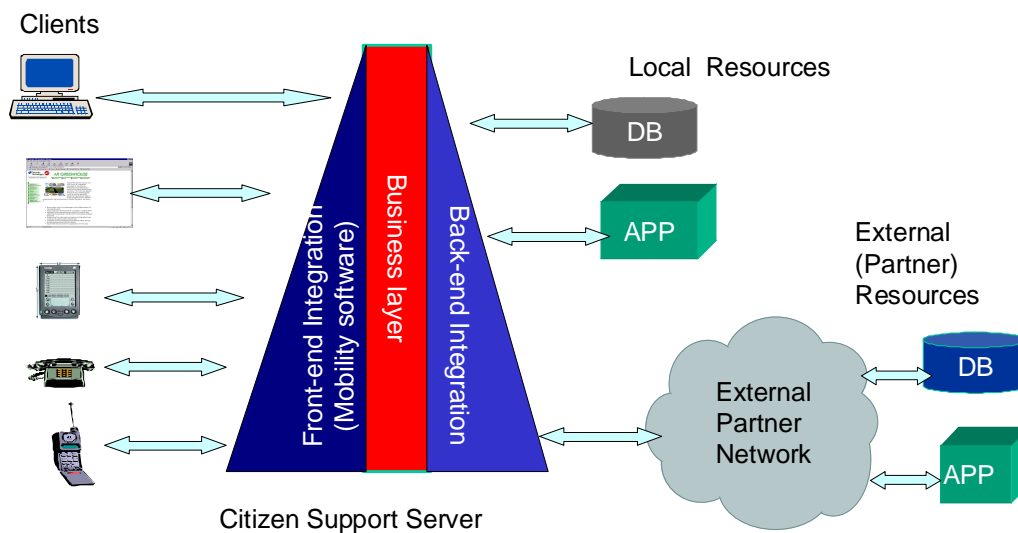 Clients
Local  Resources
DB
APP
External
(Partner)
Resources
DB
APP
External
Partner
Network
Front-end Integration
(Mobility software)
Business layer
Back-end Integration
Citizen Support Server